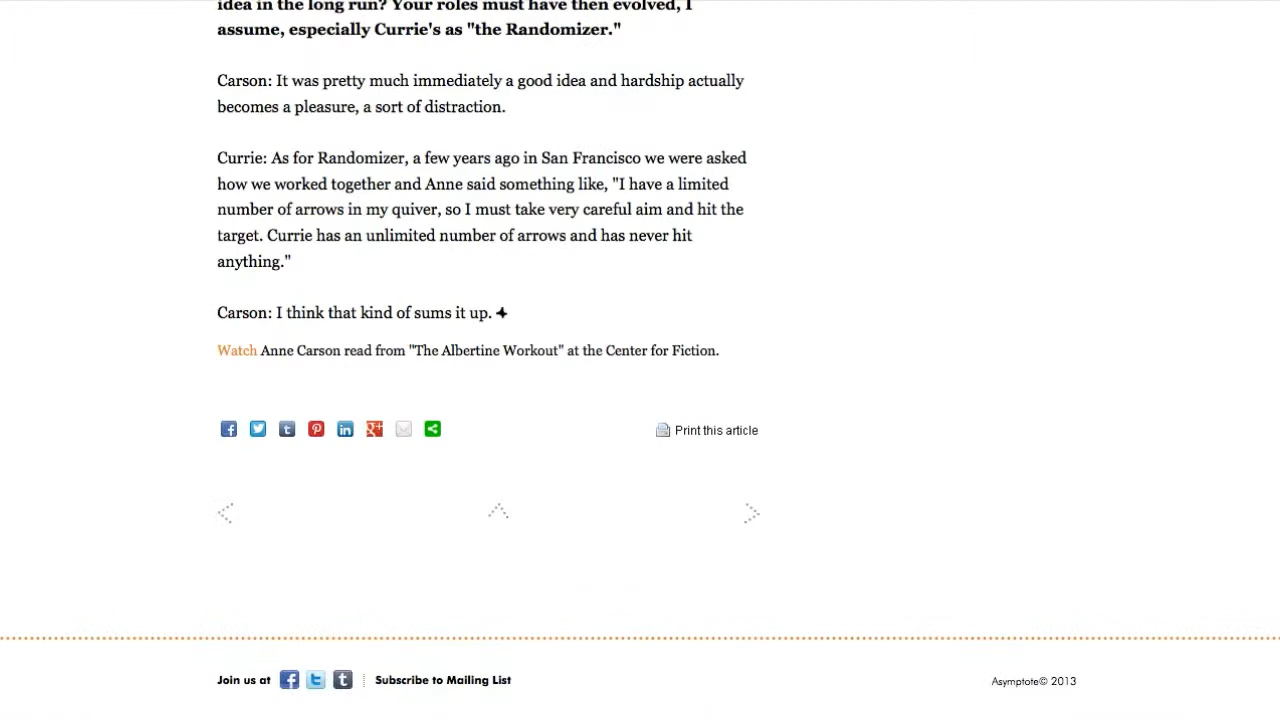 idea in the long run? Your roles must have then evolved, I
assume, especially Currie's as "the Randomizer."
Carson: It was pretty much immediately a good idea and hardship actually
becomes a pleasure, a sort of distraction.
Currie: As for Randomizer, a few years ago in San Francisco we were asked
how we worked together and Anne said something like, "I have a limited
number of arrows in my quiver, so I must take very careful aim and hit the
target. Currie has an unlimited number of arrows and has never hit
anything."
Carson: I think that kind of sums it up.
Watch Anne Carson read from "The Albertine Workout" at the Center for Fiction.
Print this article
Join us at
Subscribe to Mailing List
Asymptote© 2013